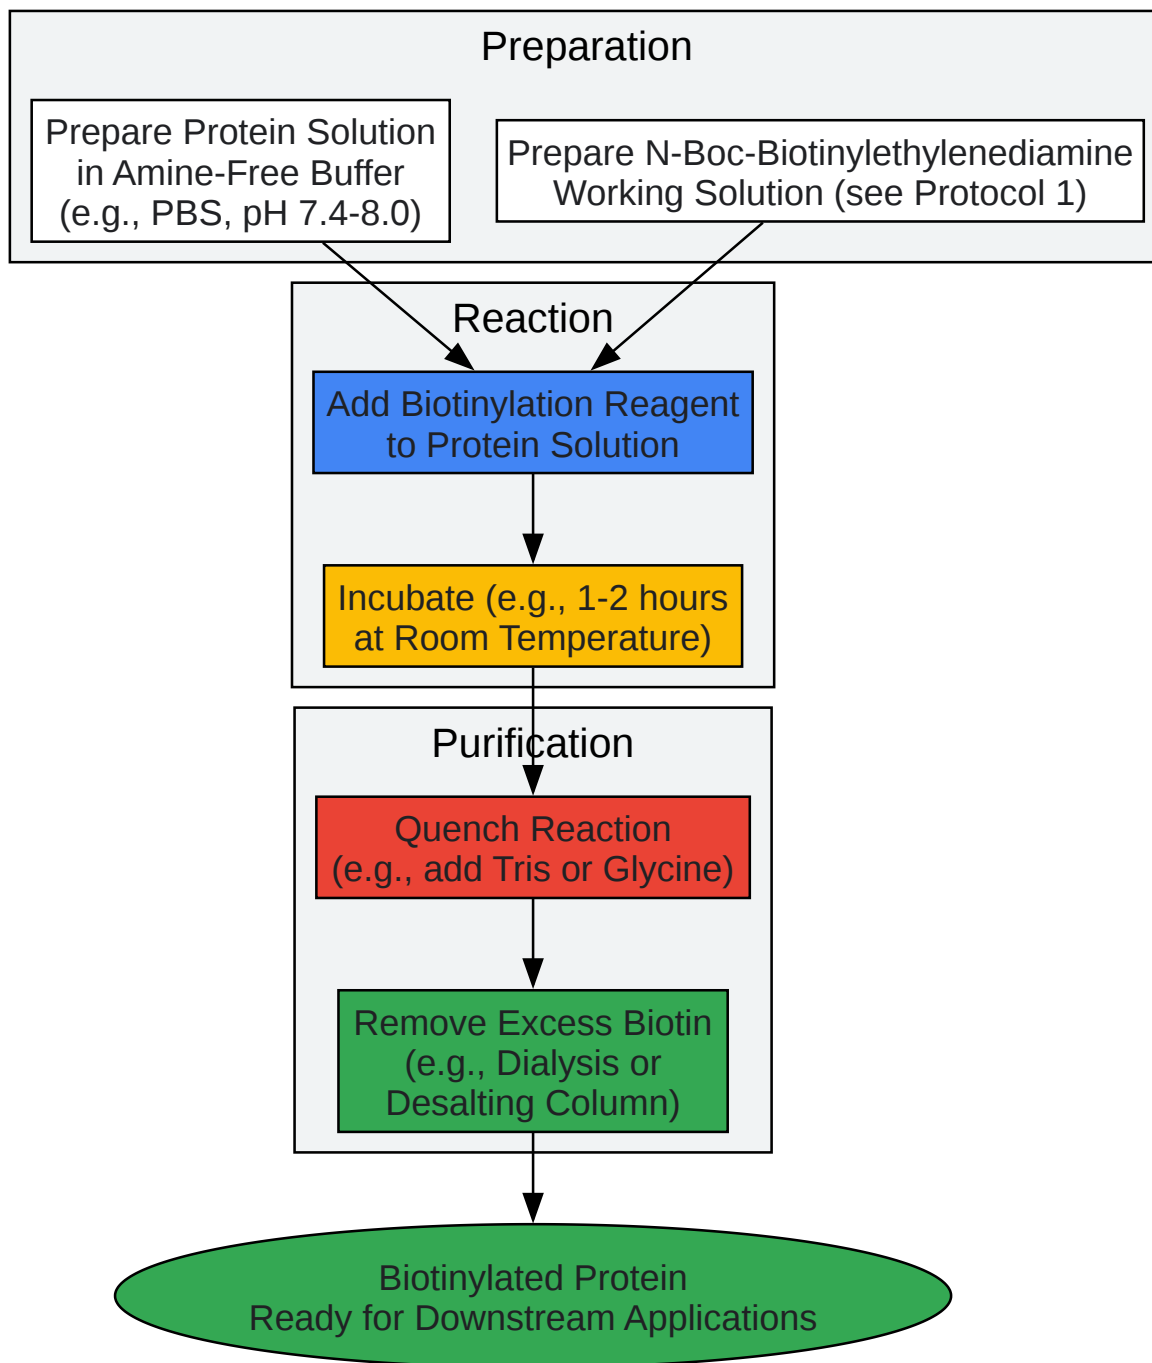 Preparation
Prepare Protein Solution
in Amine-Free Buffer
(e.g., PBS, pH 7.4-8.0)
Prepare N-Boc-Biotinylethylenediamine
Working Solution (see Protocol 1)
Reaction
Add Biotinylation Reagent
to Protein Solution
Incubate (e.g., 1-2 hours
at Room Temperature)
Purification
Quench Reaction
(e.g., add Tris or Glycine)
Remove Excess Biotin
(e.g., Dialysis or
Desalting Column)
Biotinylated Protein
Ready for Downstream Applications